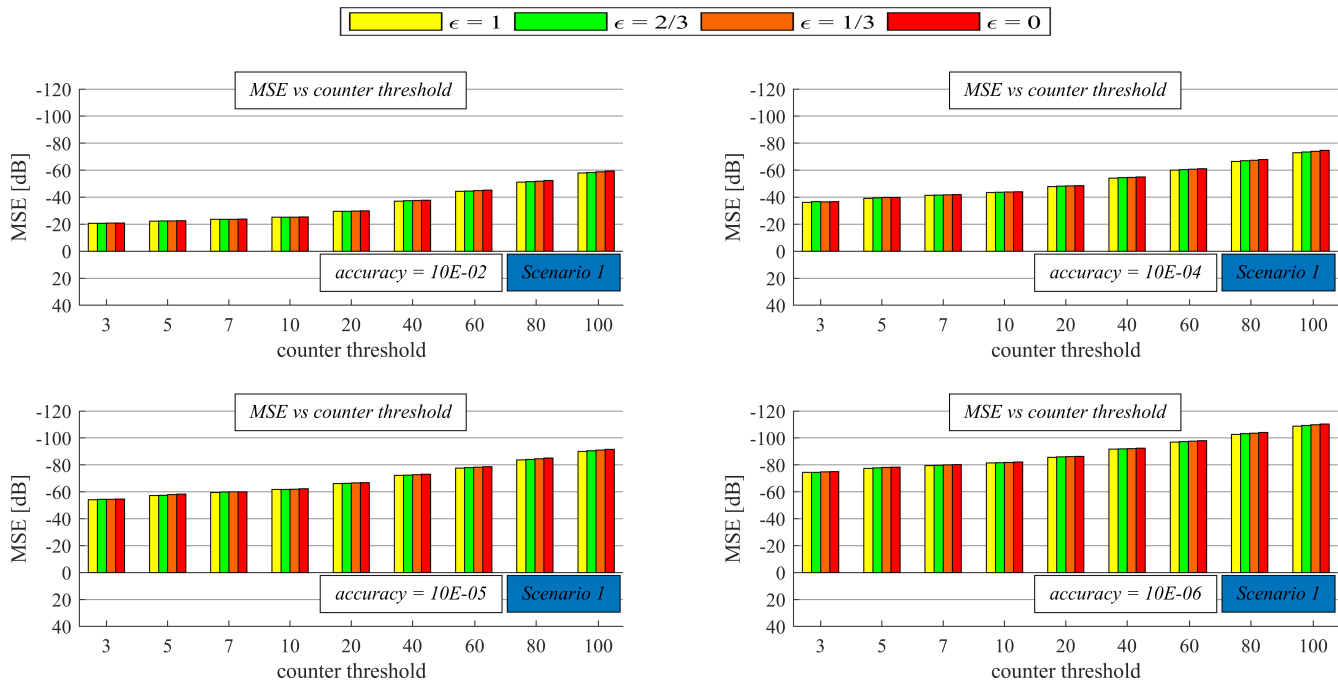 ϵ = 1 ϵ = 2/3 ϵ = 1/3 ϵ = 0
MSE vs counter threshold
-120
-100
-80
-60
-40
-20
0
20
40
MSE [dB]
accuracy = 10E-02 Scenario 1
3 5 7 10 20 40 60 80 100
counter threshold
MSE vs counter threshold
-120
-100
-80
-60
-40
-20
0
20
40
MSE [dB]
accuracy = 10E-04 Scenario 1
3 5 7 10 20 40 60 80 100
counter threshold
MSE vs counter threshold
-120
-100
-80
-60
-40
-20
0
20
40
MSE [dB]
accuracy = 10E-05 Scenario 1
3 5 7 10 20 40 60 80 100
counter threshold
MSE vs counter threshold
-120
-100
-80
-60
-40
-20
0
20
40
MSE [dB]
accuracy = 10E-06 Scenario 1
3 5 7 10 20 40 60 80 100
counter threshold